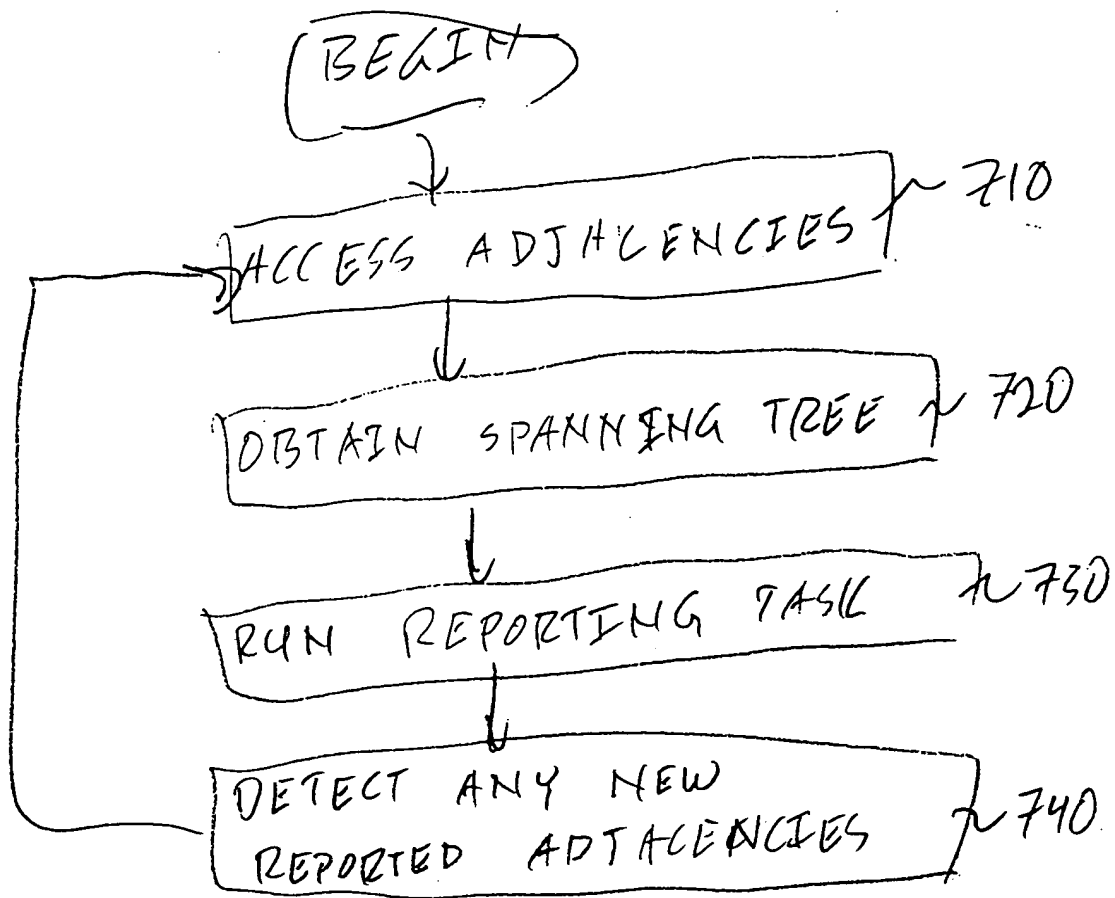 BEGIN
ACCESS ADJACENCIES 710
OBTAIN SPANNING TREE 720
RUN REPORTING TASK 730
DETECT ANY NEW
REPORTED ADJACENCIES 740